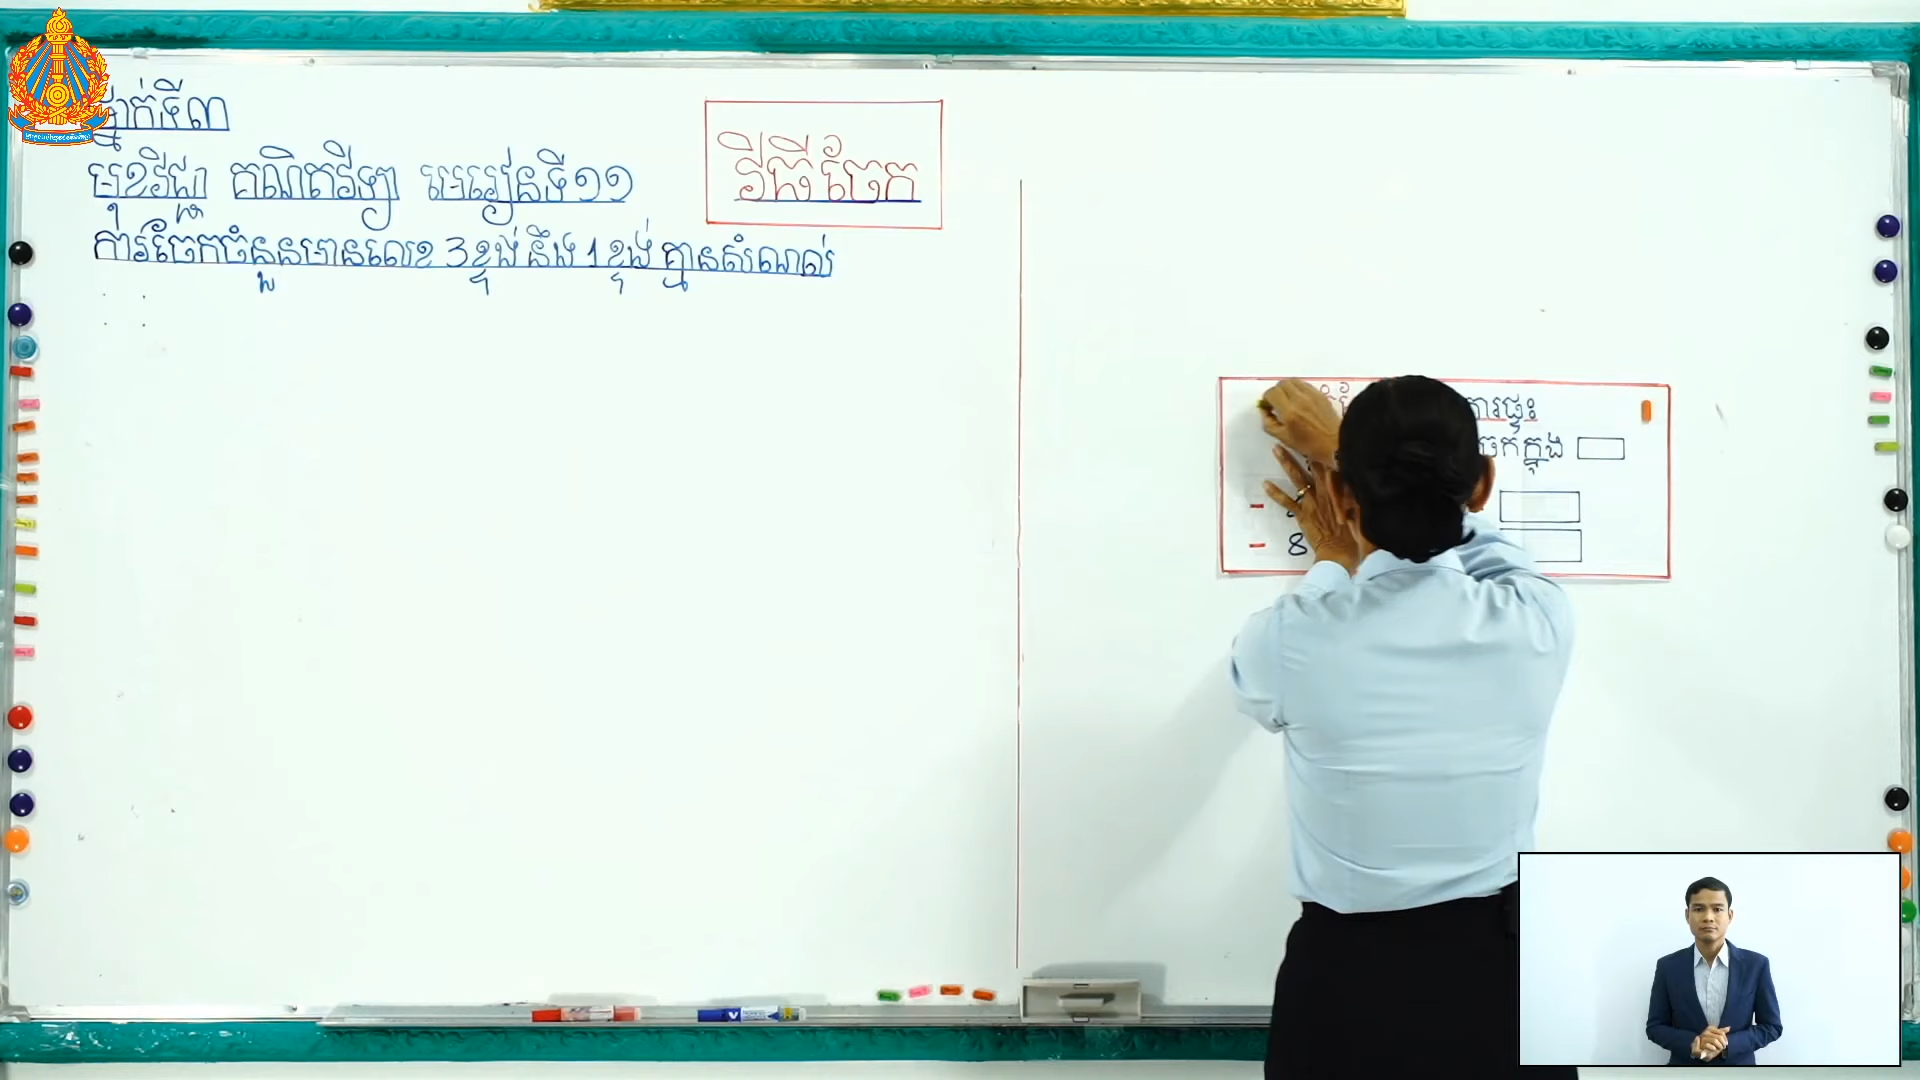 ថ្នាក់ទី៣
មុខវិជ្ជា គណិតវិទ្យា មេរៀនទី១១
ការចែកចំនួនមានលេខ 3 ខ្ទង់ នឹង 1 ខ្ទង់ គ្មានសំណល់
វិធីចែក
ការផ្ទះ
ចែកក្នុង
-
- 8